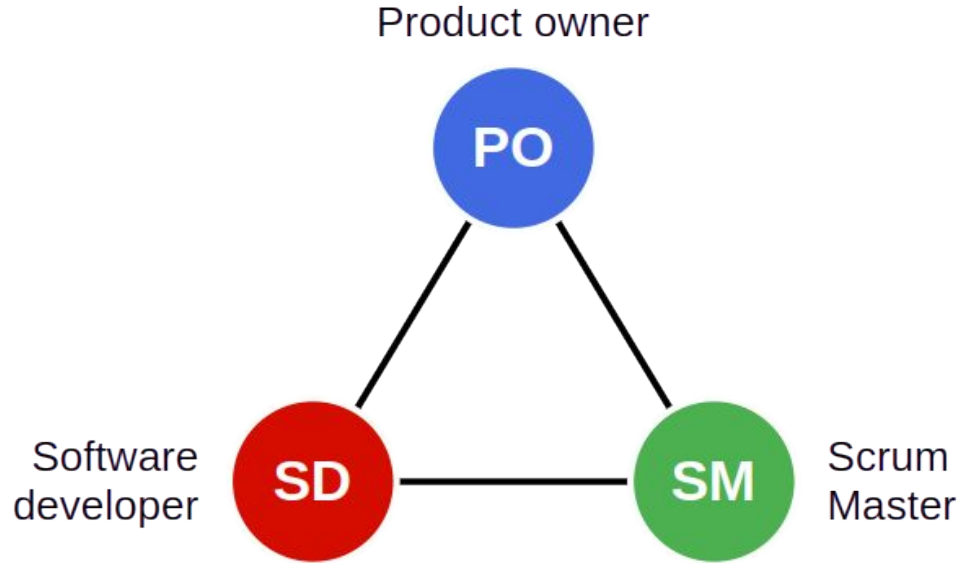 Product owner
PO
Software
developer
SD
SM
Scrum
Master